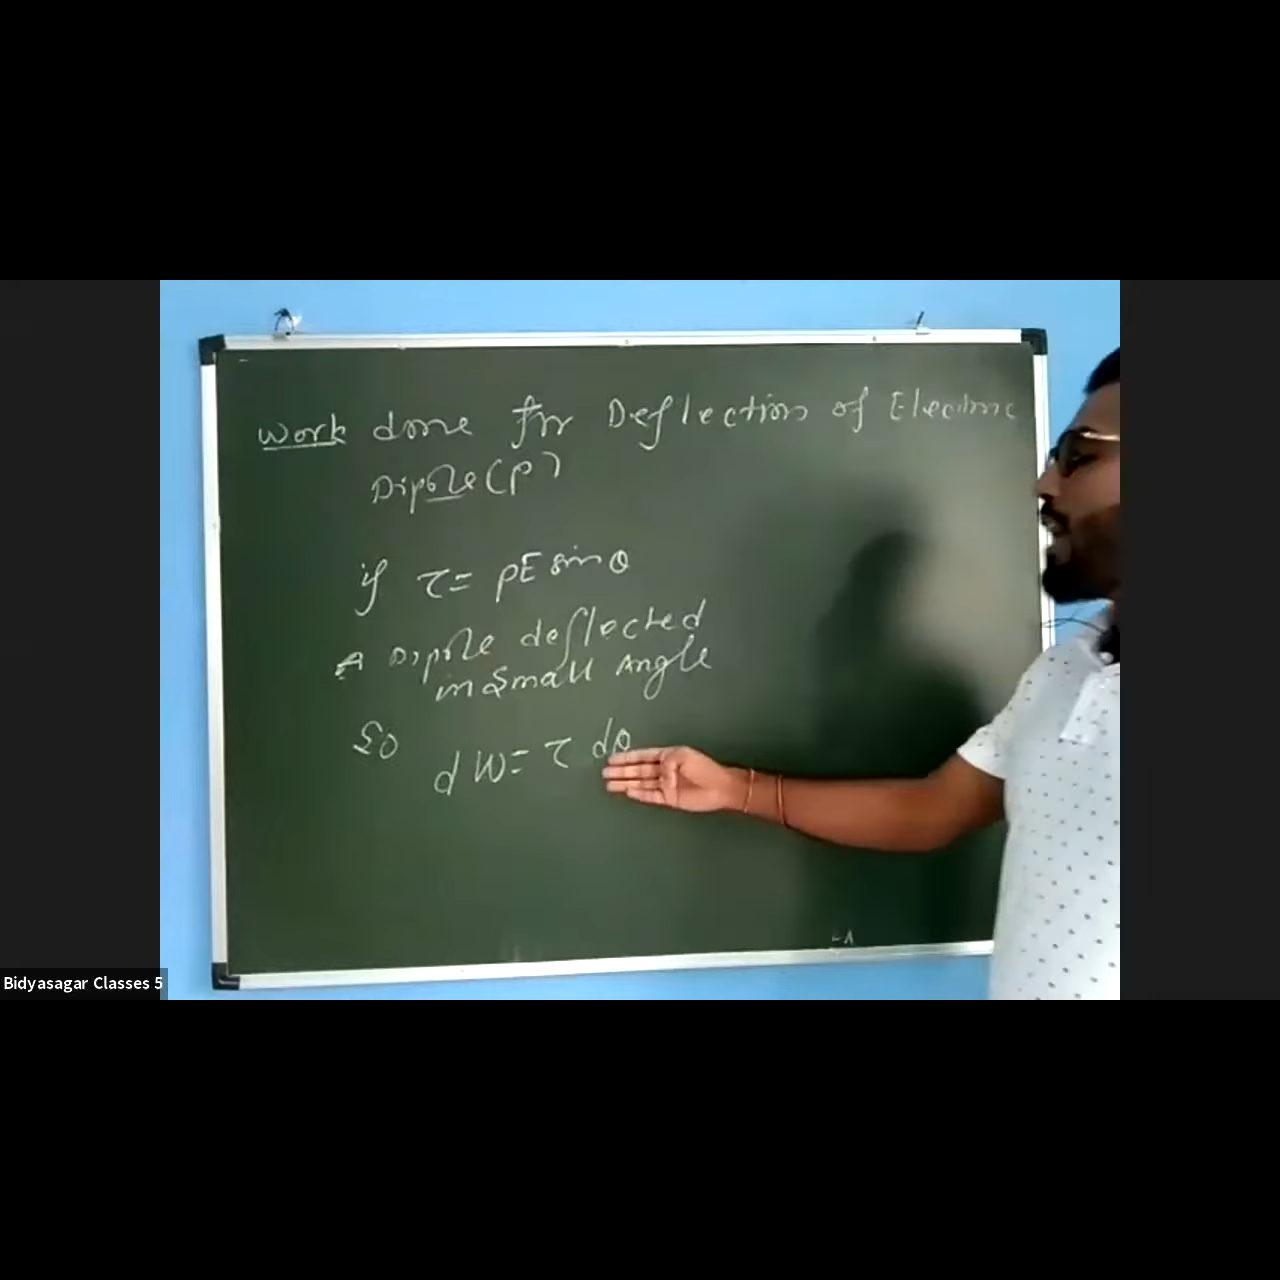 Work done for Deflection of Electric
Dipole (P)
if τ = PE sin θ
A Dipole deflected
in small Angle
So
dW = τ dθ
Bidyasagar Classes 5